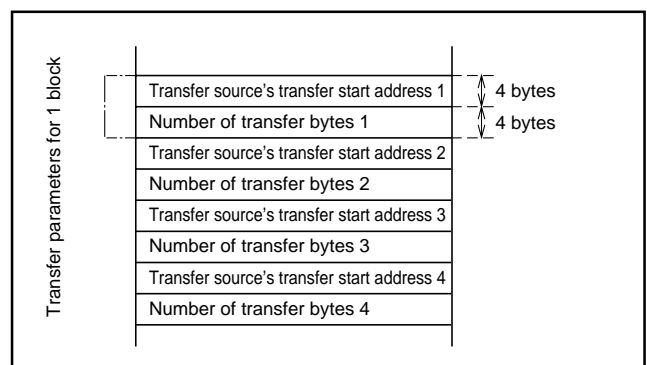 Transfer parameters for 1 block
Transfer source's transfer start address 1
4 bytes
Number of transfer bytes 1
4 bytes
Transfer source's transfer start address 2
Number of transfer bytes 2
Transfer source's transfer start address 3
Number of transfer bytes 3
Transfer source's transfer start address 4
Number of transfer bytes 4